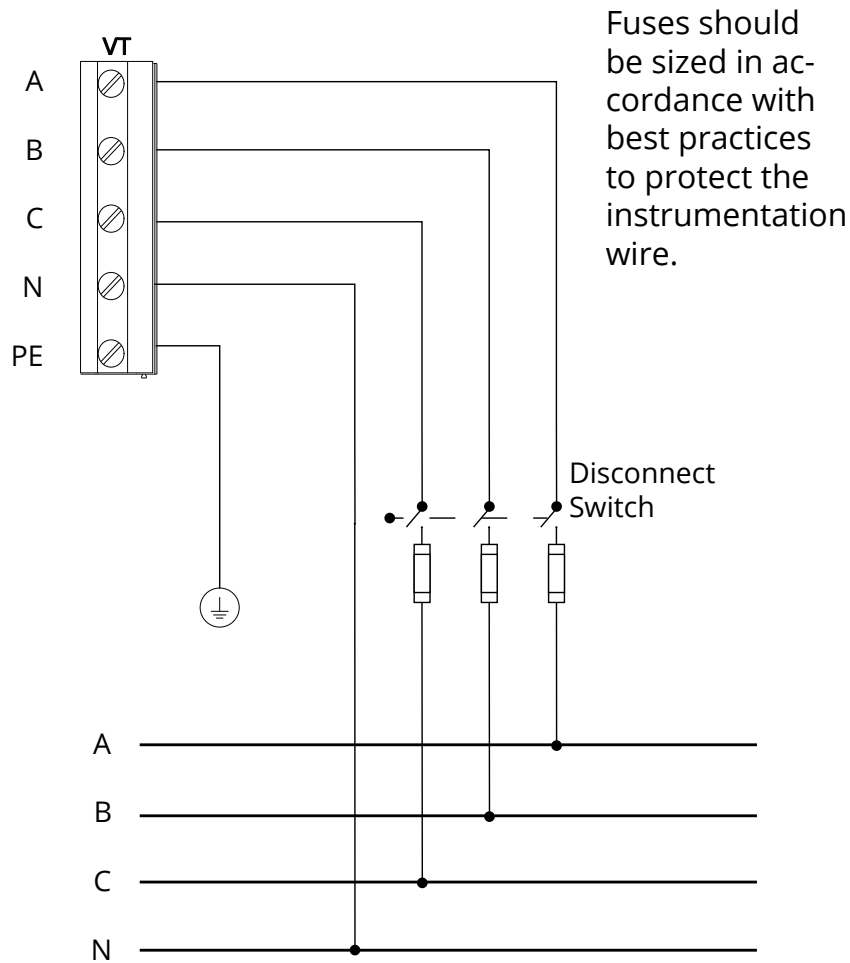 VT
A
B
C
N
PE
Fuses should
be sized in ac-
cordance with
best practices
to protect the
instrumentation
wire.
Disconnect
Switch
A
B
C
N